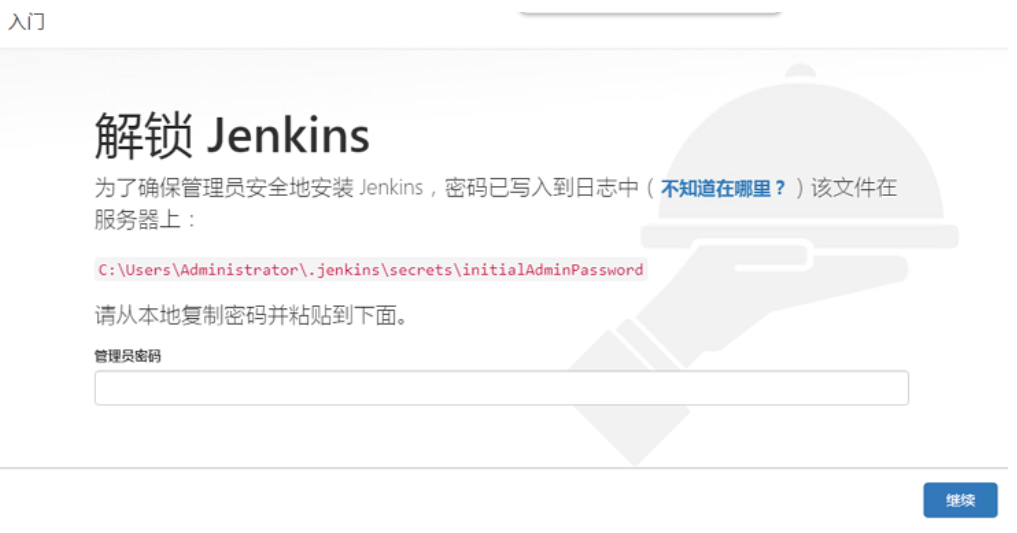 入门
解锁 Jenkins
为了确保管理员安全地安装 Jenkins，密码已写入到日志中（不知道在哪里？）该文件在
服务器上：
C:\Users\Administrator\.jenkins\secrets\initialAdminPassword
请从本地复制密码并粘贴到下面。
管理员密码
继续